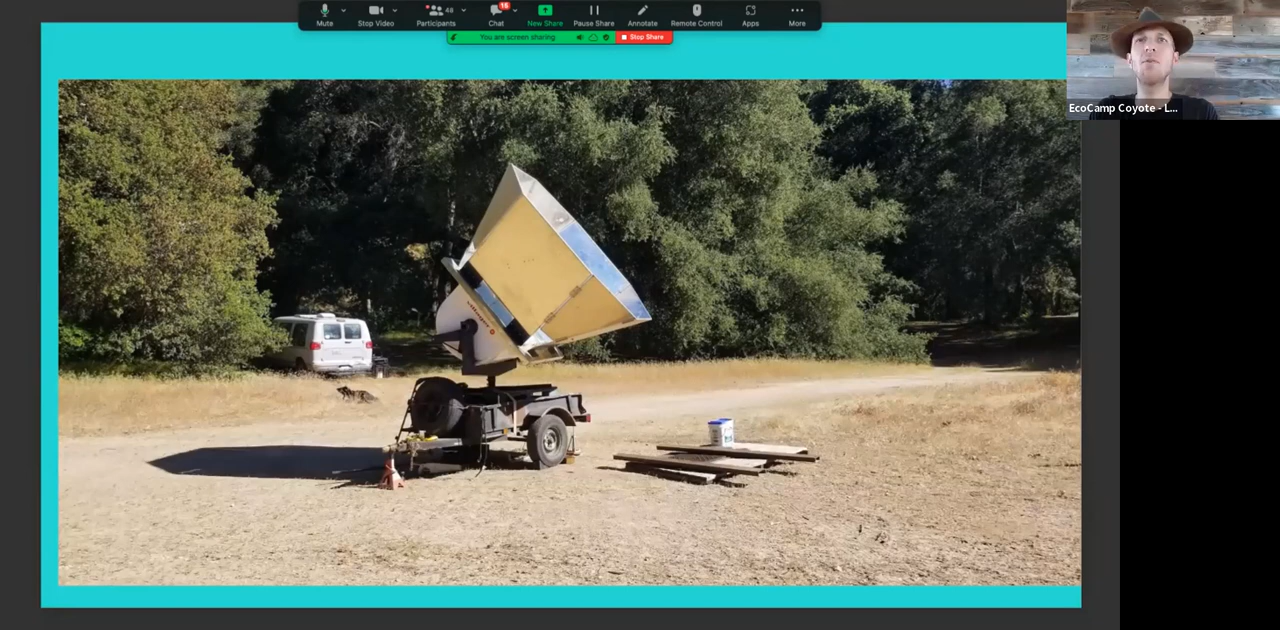 Mute
Stop Video
Participants
48
Chat
15
New Share
Pause Share
Annotate
Remote Control
Apps
More
You are screen sharing
Stop Share
EcoCamp Coyote - L...